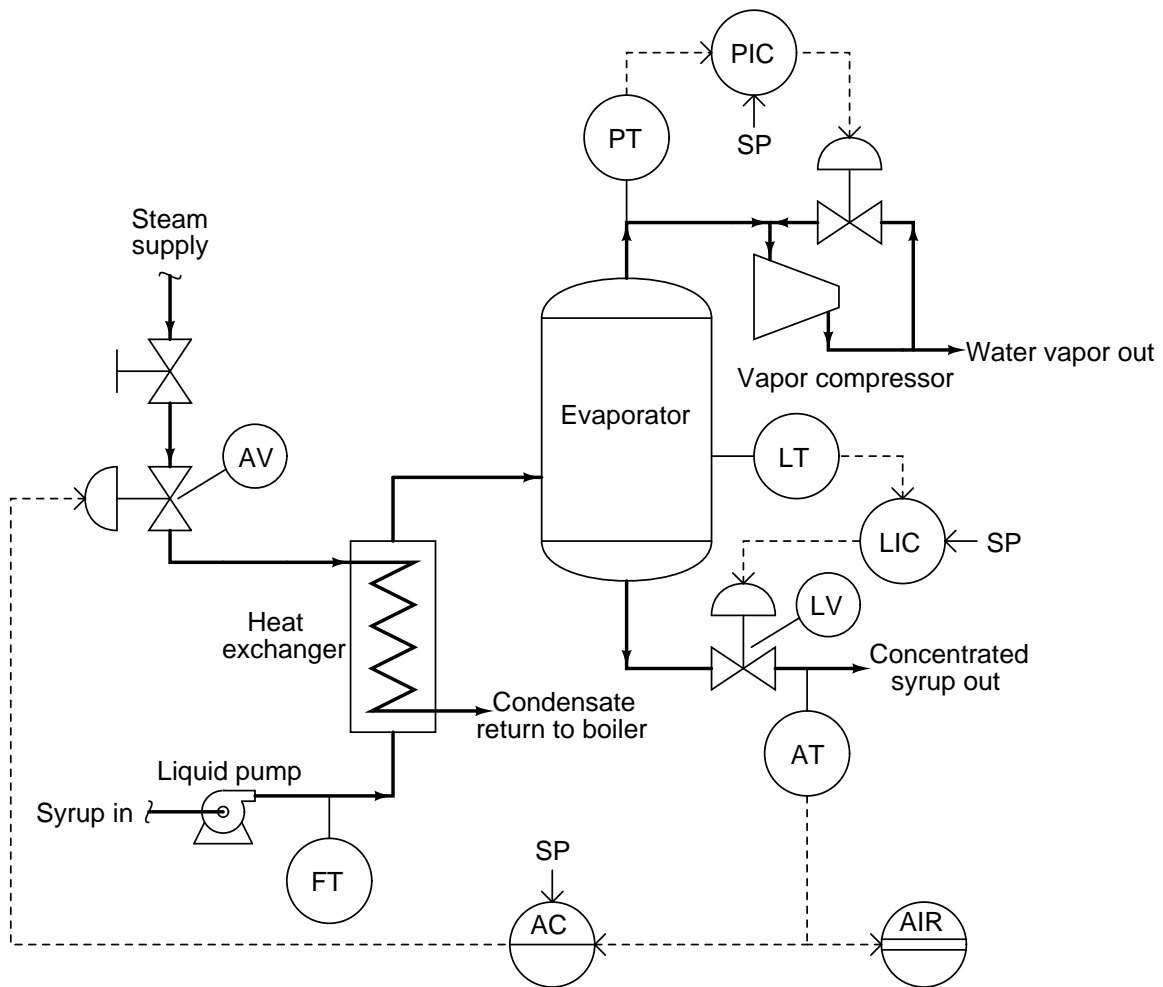 PIC
PT
SP
Steam
supply
Water vapor out
Vapor compressor
Evaporator
AV
LT
LIC
SP
LV
Heat
exchanger
Concentrated
syrup out
Condensate
return to boiler
AT
Liquid pump
Syrup in
SP
FT
AC
AIR